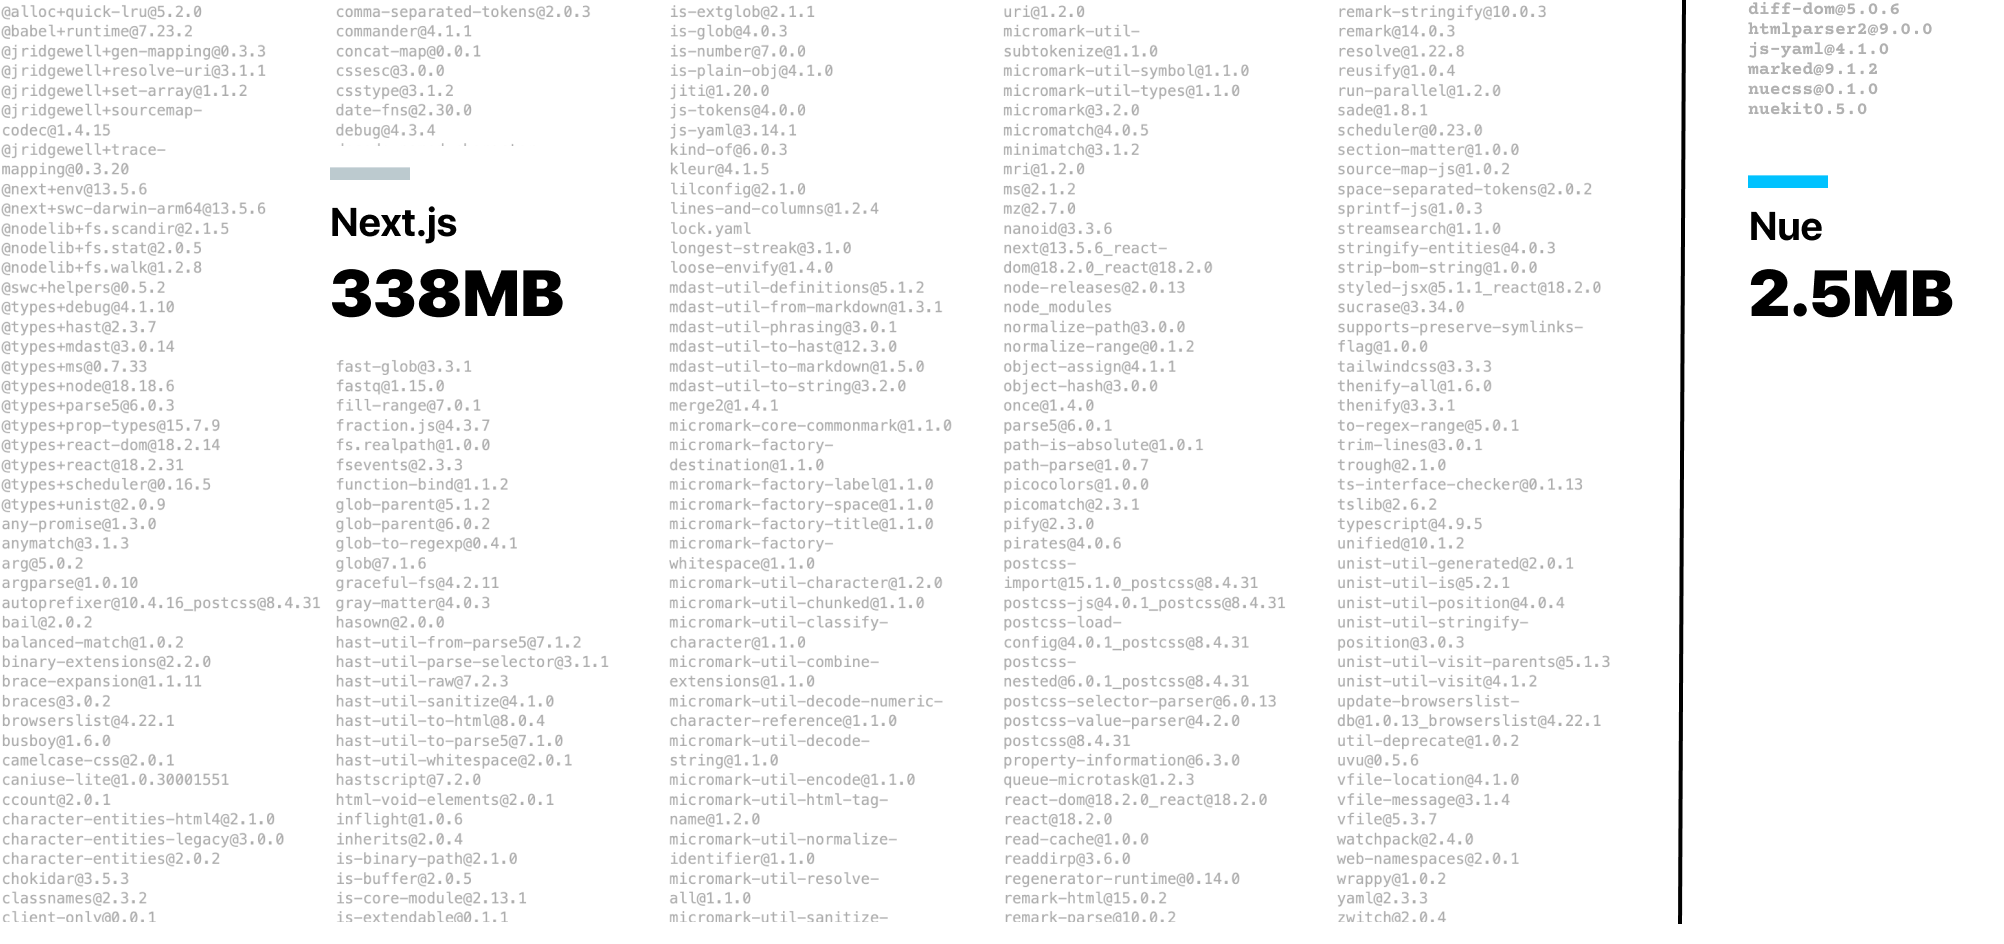 @alloc+quick-lru@5.2.0
@babel+runtime@7.23.2
@jridgewell+gen-mapping@0.3.3
@jridgewell+resolve-uri@3.1.1
@jridgewell+set-array@1.1.2
@jridgewell+sourcemap-
codec@1.4.15
@jridgewell+trace-
mapping@0.3.20
@next+env@13.5.6
@next+swc-darwin-arm64@13.5.6
@nodelib+fs.scandir@2.1.5
@nodelib+fs.stat@2.0.5
@nodelib+fs.walk@1.2.8
@swc+helpers@0.5.2
@types+debug@4.1.10
@types+hast@2.3.7
@types+mdast@3.0.14
@types+ms@0.7.33
@types+node@18.18.6
@types+parse5@6.0.3
@types+prop-types@15.7.9
@types+react-dom@18.2.14
@types+react@18.2.31
@types+scheduler@0.16.5
@types+unist@2.0.9
any-promise@1.3.0
anymatch@3.1.3
arg@5.0.2
argparse@1.0.10
autoprefixer@10.4.16_postcss@8.4.31
bail@2.0.2
balanced-match@1.0.2
binary-extensions@2.2.0
brace-expansion@1.1.11
braces@3.0.2
browserslist@4.22.1
busboy@1.6.0
camelcase-css@2.0.1
caniuse-lite@1.0.30001551
ccount@2.0.1
character-entities-html4@2.1.0
character-entities-legacy@3.0.0
character-entities@2.0.2
chokidar@3.5.3
classnames@2.3.2
client-only@0.0.1
comma-separated-tokens@2.0.3
commander@4.1.1
concat-map@0.0.1
cssesc@3.0.0
csstype@3.1.2
date-fns@2.30.0
debug@4.3.4
Next.js
338MB
fast-glob@3.3.1
fastq@1.15.0
fill-range@7.0.1
fraction.js@4.3.7
fs.realpath@1.0.0
fsevents@2.3.3
function-bind@1.1.2
glob-parent@5.1.2
glob-parent@6.0.2
glob-to-regexp@0.4.1
glob@7.1.6
graceful-fs@4.2.11
gray-matter@4.0.3
hasown@2.0.0
hast-util-from-parse5@7.1.2
hast-util-parse-selector@3.1.1
hast-util-raw@7.2.3
hast-util-sanitize@4.1.0
hast-util-to-html@8.0.4
hast-util-to-parse5@7.1.0
hast-util-whitespace@2.0.1
hastscript@7.2.0
html-void-elements@2.0.1
inflight@1.0.6
inherits@2.0.4
is-binary-path@2.1.0
is-buffer@2.0.5
is-core-module@2.13.1
is-extendable@0.1.1
is-extglob@2.1.1
is-glob@4.0.3
is-number@7.0.0
is-plain-obj@4.1.0
jiti@1.20.0
js-tokens@4.0.0
js-yaml@3.14.1
kind-of@6.0.3
kleur@4.1.5
lilconfig@2.1.0
lines-and-columns@1.2.4
lock.yaml
longest-streak@3.1.0
loose-envify@1.4.0
mdast-util-definitions@5.1.2
mdast-util-from-markdown@1.3.1
mdast-util-phrasing@3.0.1
mdast-util-to-hast@12.3.0
mdast-util-to-markdown@1.5.0
mdast-util-to-string@3.2.0
merge2@1.4.1
micromark-core-commonmark@1.1.0
micromark-factory-
destination@1.1.0
micromark-factory-label@1.1.0
micromark-factory-space@1.1.0
micromark-factory-title@1.1.0
micromark-factory-
whitespace@1.1.0
micromark-util-character@1.2.0
micromark-util-chunked@1.1.0
micromark-util-classify-
character@1.1.0
micromark-util-combine-
extensions@1.1.0
micromark-util-decode-numeric-
character-reference@1.1.0
micromark-util-decode-
string@1.1.0
micromark-util-encode@1.1.0
micromark-util-html-tag-
name@1.2.0
micromark-util-normalize-
identifier@1.1.0
micromark-util-resolve-
all@1.1.0
micromark-util-sanitize-
uri@1.2.0
micromark-util-
subtokenize@1.1.0
micromark-util-symbol@1.1.0
micromark-util-types@1.1.0
micromark@3.2.0
micromatch@4.0.5
minimatch@3.1.2
mri@1.2.0
ms@2.1.2
mz@2.7.0
nanoid@3.3.6
next@13.5.6_react-
dom@18.2.0_react@18.2.0
node-releases@2.0.13
node_modules
normalize-path@3.0.0
normalize-range@0.1.2
object-assign@4.1.1
object-hash@3.0.0
once@1.4.0
parse5@6.0.1
path-is-absolute@1.0.1
path-parse@1.0.7
picocolors@1.0.0
picomatch@2.3.1
pify@2.3.0
pirates@4.0.6
postcss-
import@15.1.0_postcss@8.4.31
postcss-js@4.0.1_postcss@8.4.31
postcss-load-
config@4.0.1_postcss@8.4.31
postcss-
nested@6.0.1_postcss@8.4.31
postcss-selector-parser@6.0.13
postcss-value-parser@4.2.0
postcss@8.4.31
property-information@6.3.0
queue-microtask@1.2.3
react-dom@18.2.0_react@18.2.0
react@18.2.0
read-cache@1.0.0
readdirp@3.6.0
regenerator-runtime@0.14.0
remark-html@15.0.2
remark-parse@10.0.2
remark-stringify@10.0.3
remark@14.0.3
resolve@1.22.8
reusify@1.0.4
run-parallel@1.2.0
sade@1.8.1
scheduler@0.23.0
section-matter@1.0.0
source-map-js@1.0.2
space-separated-tokens@2.0.2
sprintf-js@1.0.3
streamsearch@1.1.0
stringify-entities@4.0.3
strip-bom-string@1.0.0
styled-jsx@5.1.1_react@18.2.0
sucrase@3.34.0
supports-preserve-symlinks-
flag@1.0.0
tailwindcss@3.3.3
thenify-all@1.6.0
thenify@3.3.1
to-regex-range@5.0.1
trim-lines@3.0.1
trough@2.1.0
ts-interface-checker@0.1.13
tslib@2.6.2
typescript@4.9.5
unified@10.1.2
unist-util-generated@2.0.1
unist-util-is@5.2.1
unist-util-position@4.0.4
unist-util-stringify-
position@3.0.3
unist-util-visit-parents@5.1.3
unist-util-visit@4.1.2
update-browserslist-
db@1.0.13_browserslist@4.22.1
util-deprecate@1.0.2
uvu@0.5.6
vfile-location@4.1.0
vfile-message@3.1.4
vfile@5.3.7
watchpack@2.4.0
web-namespaces@2.0.1
wrappy@1.0.2
yaml@2.3.3
zwitch@2.0.4
diff-dom@5.0.6
htmlparser2@9.0.0
js-yaml@4.1.0
marked@9.1.2
nuecss@0.1.0
nuekit0.5.0
Nue
2.5MB